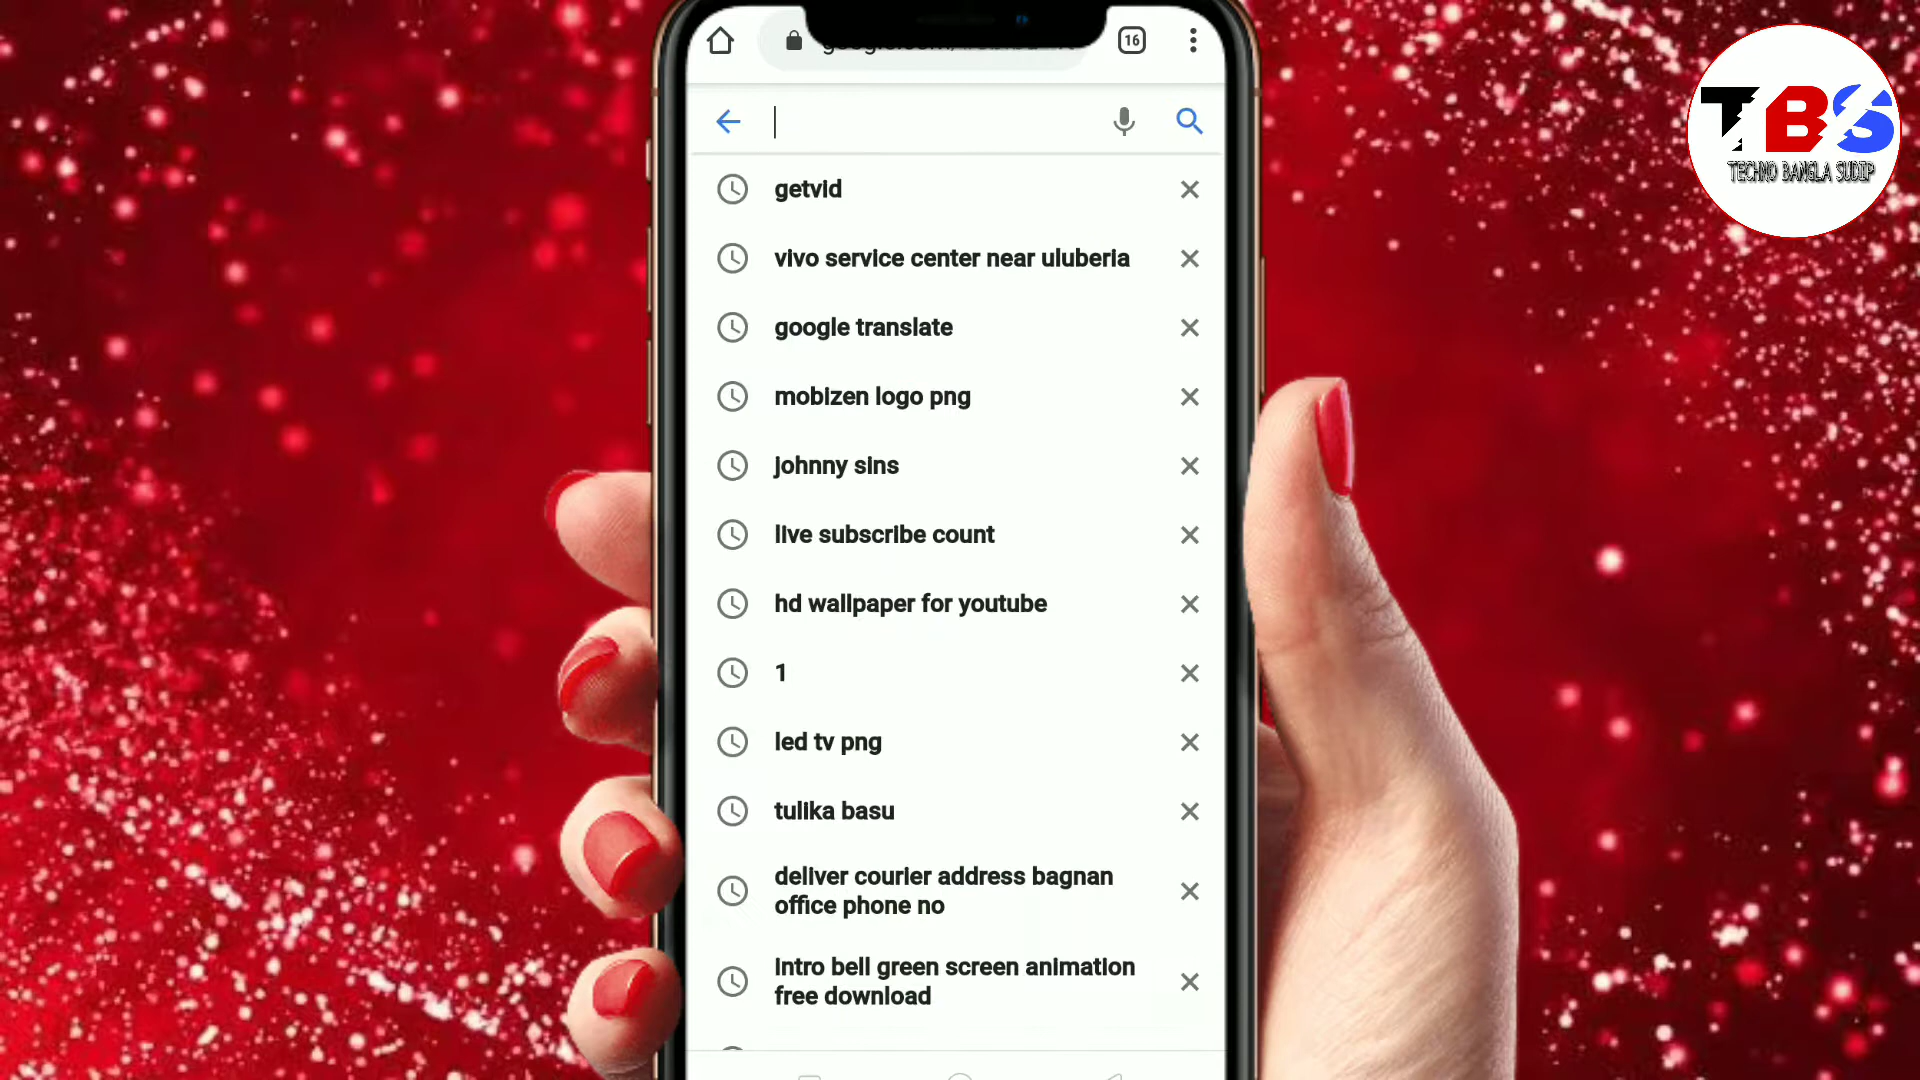 16
getvid
vivo service center near uluberia
google translate
mobizen logo png
johnny sins
live subscribe count
hd wallpaper for youtube
1
led tv png
tulika basu
deliver courier address bagnan
office phone no
intro bell green screen animation
free download
TBS
TECHNO BANGLA SUDIP